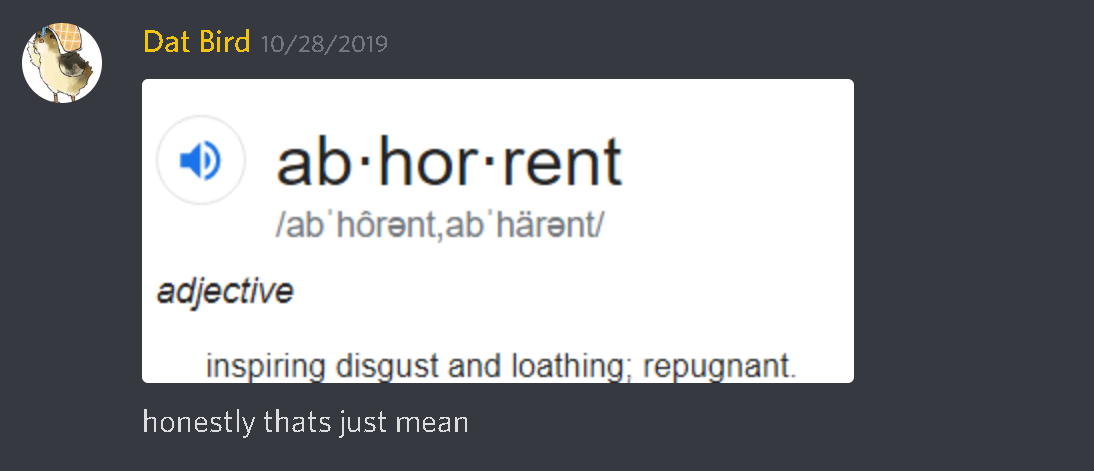 Dat Bird 10/28/2019
ab·hor·rent
/abˈhôrənt,abˈhärənt/
adjective
inspiring disgust and loathing; repugnant.
honestly thats just mean